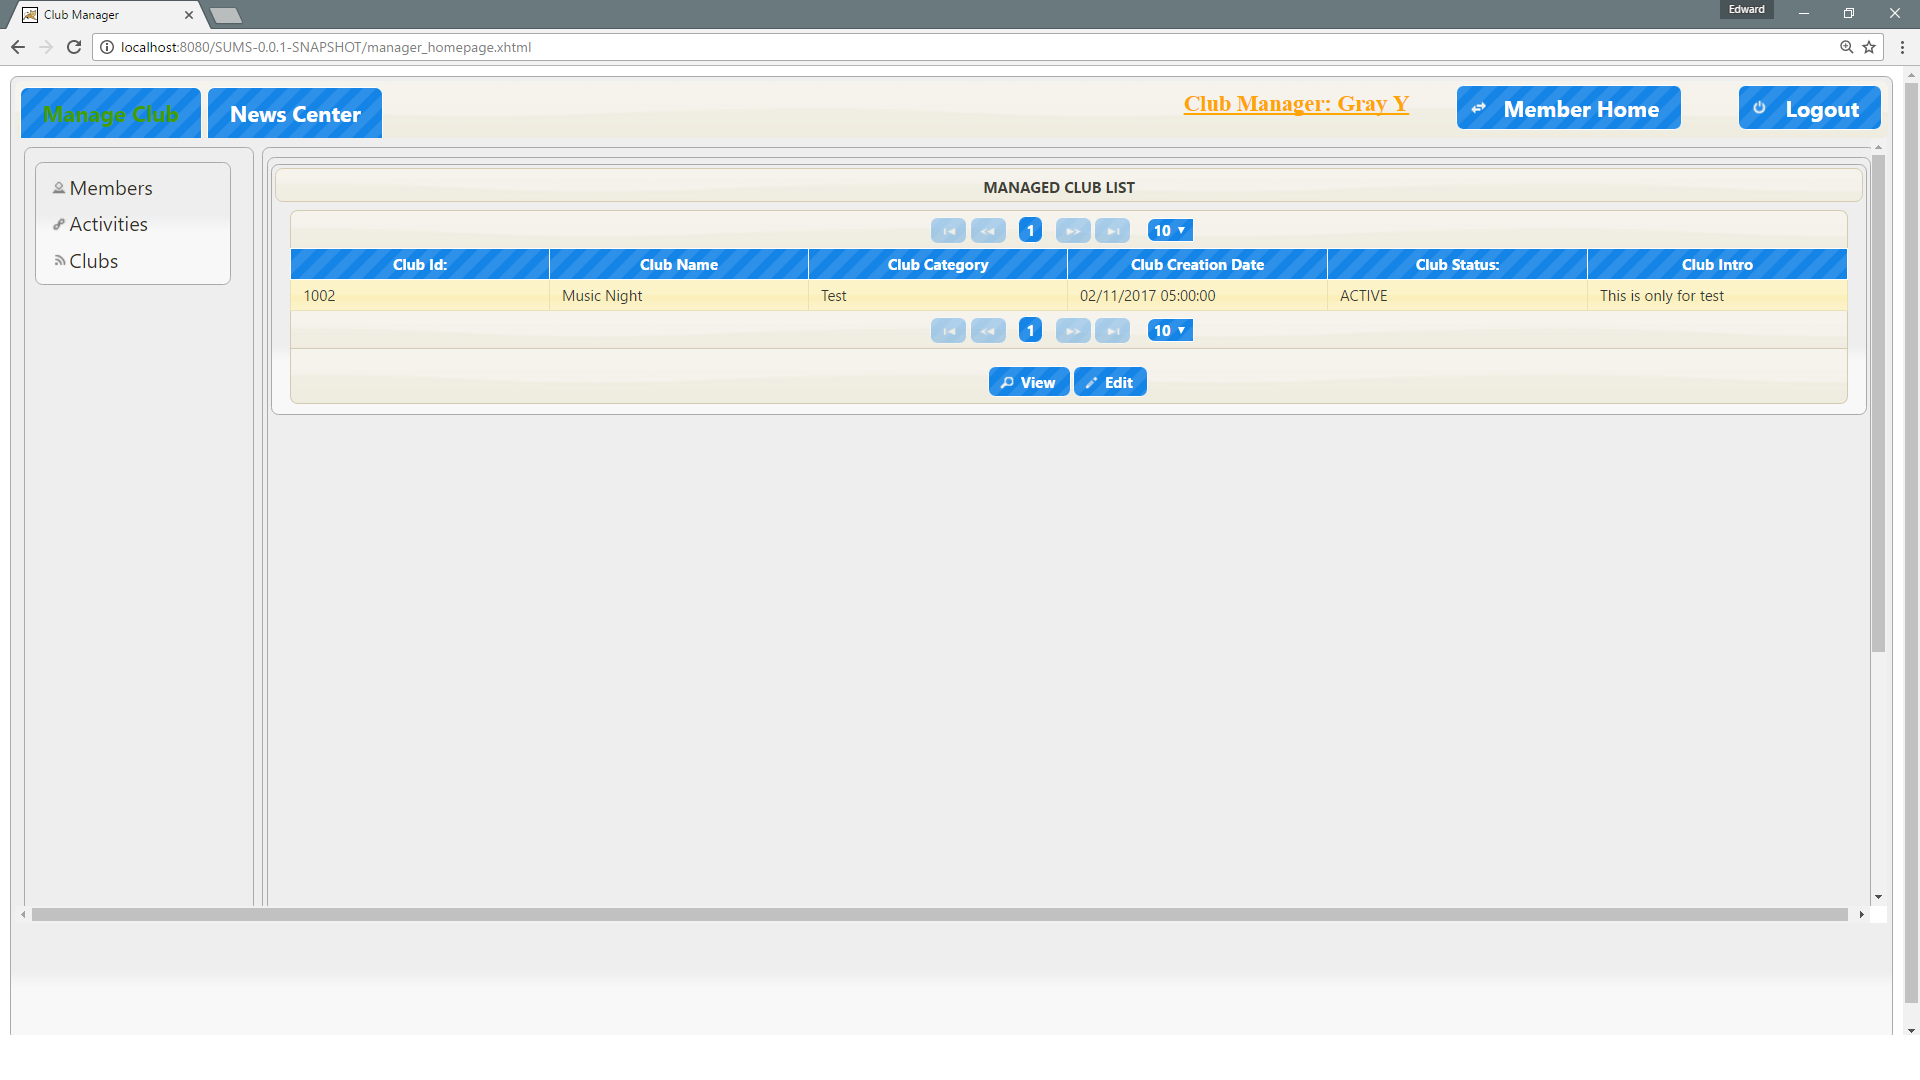 Club Manager
Edward
localhost:8080/SUMS-0.0.1-SNAPSHOT/manager_homepage.xhtml
Manage Club
News Center
Club Manager: Gray Y
Member Home
Logout
Members
Activities
Clubs
MANAGED CLUB LIST
1 10
Club Id: Club Name Club Category Club Creation Date Club Status: Club Intro
1002 Music Night Test 02/11/2017 05:00:00 ACTIVE This is only for test
1 10
View Edit